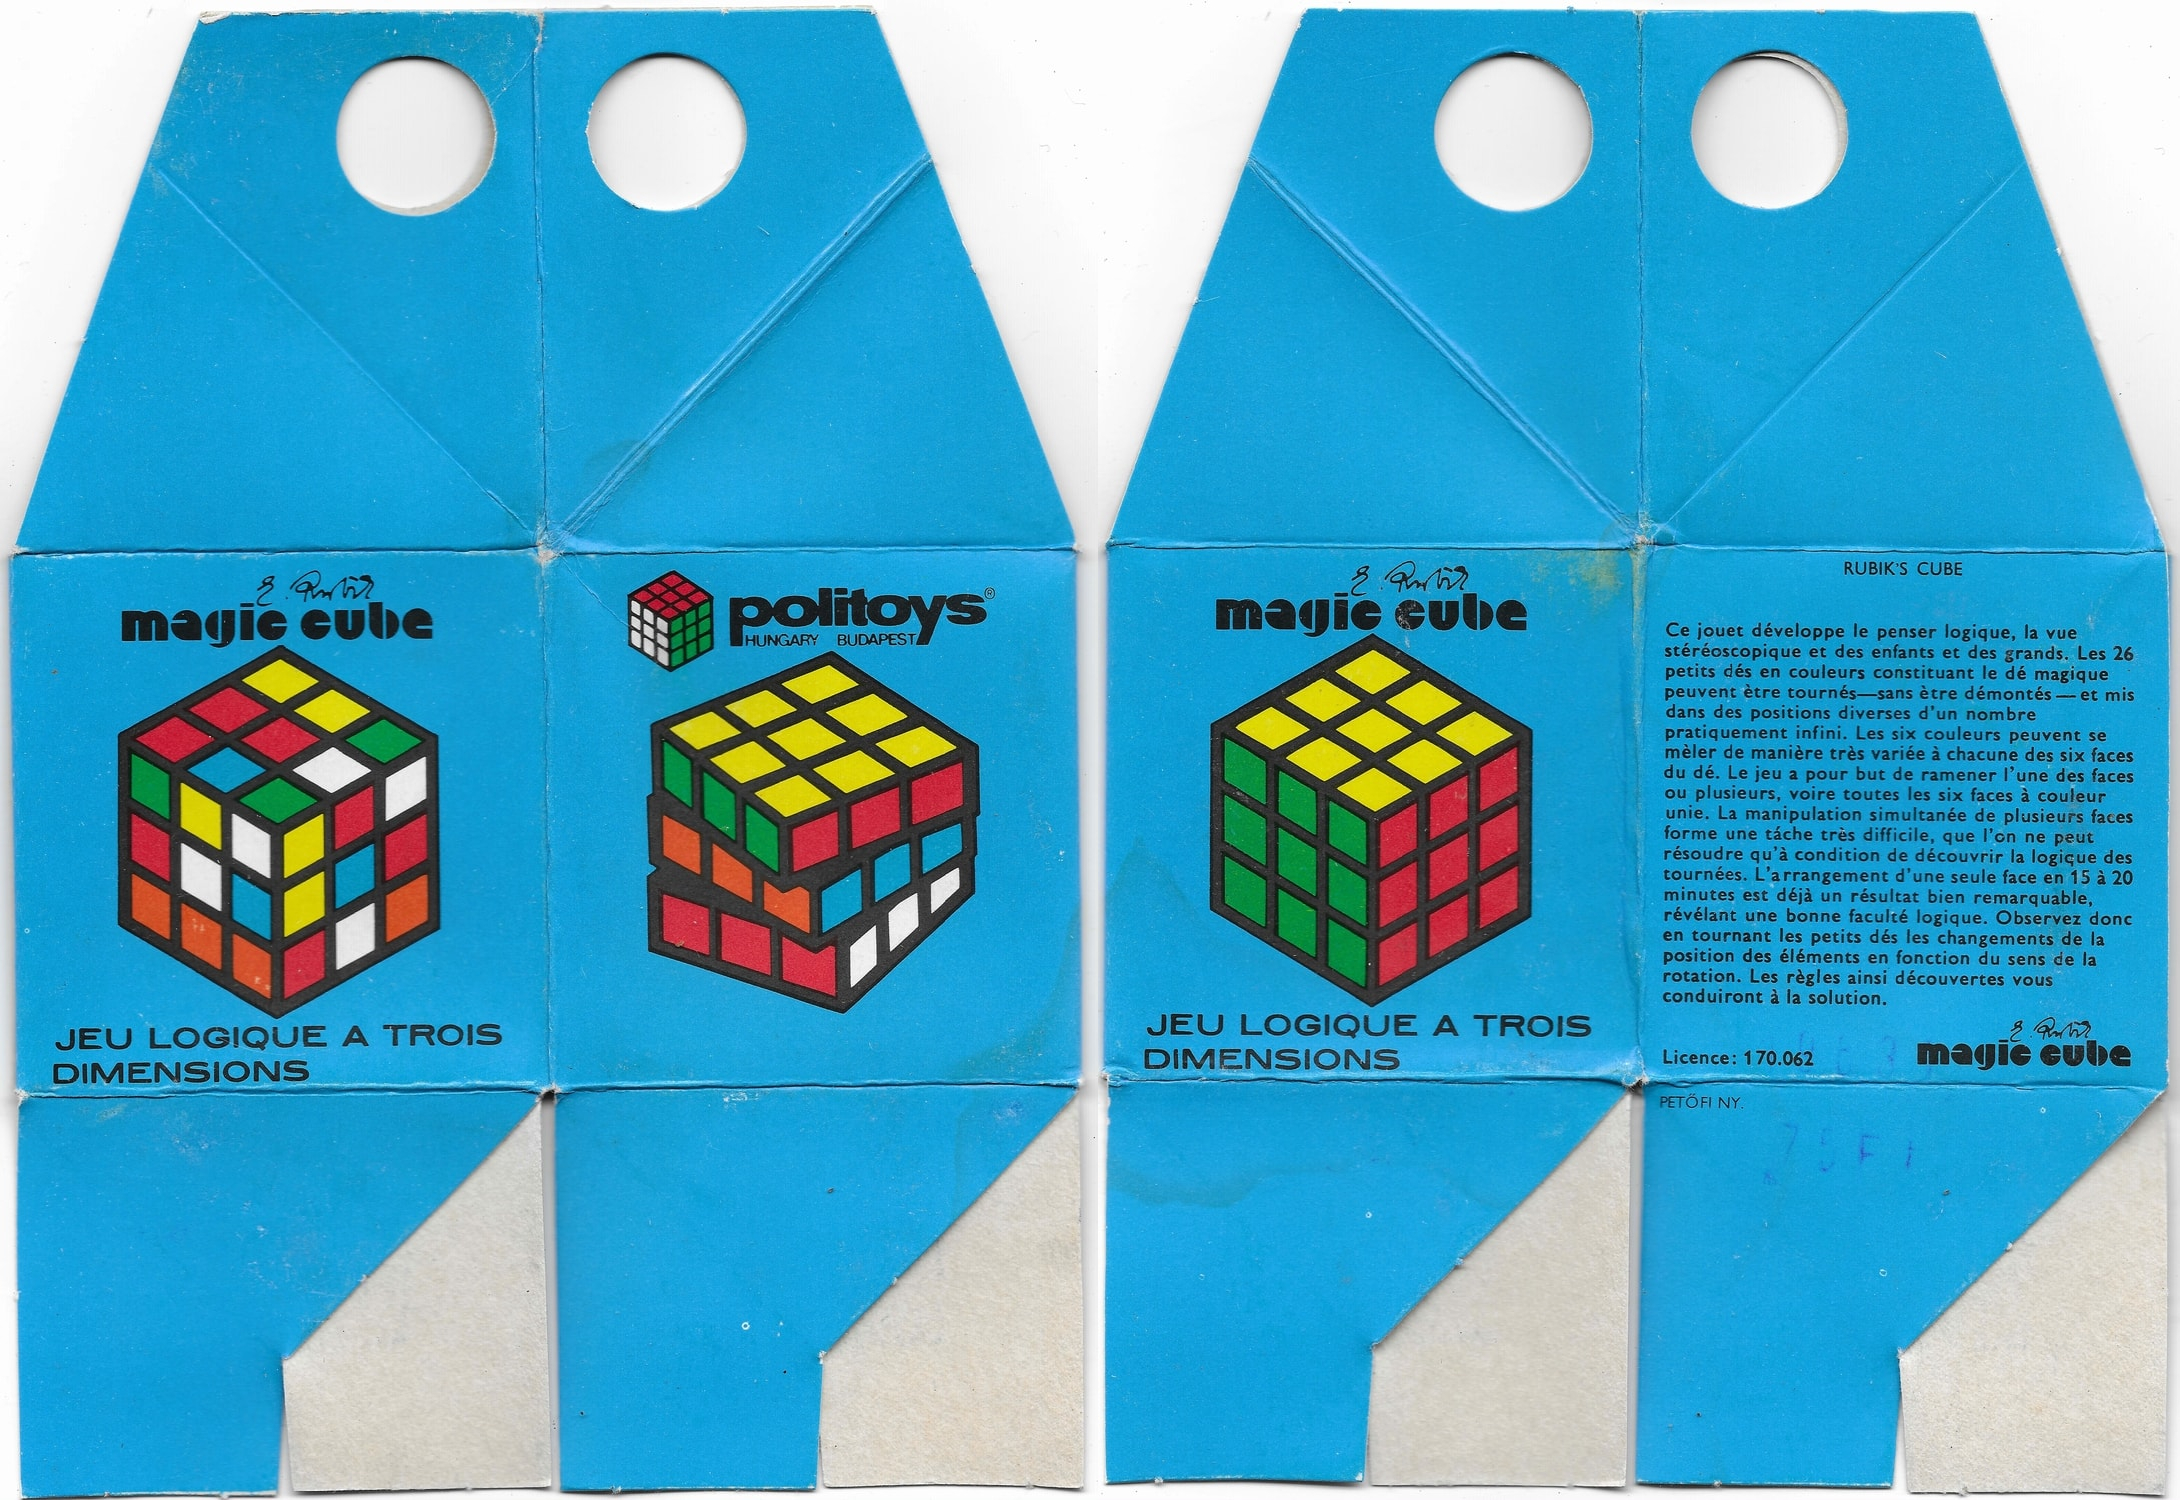 E. Rubik
magic cube
JEU LOGIQUE A TROIS
DIMENSIONS
politoys®
HUNGARY BUDAPEST
E. Rubik
magic cube
JEU LOGIQUE A TROIS
DIMENSIONS
RUBIK'S CUBE
Ce jouet développe le penser logique, la vue
stéréoscopique et des enfants et des grands. Les 26
petits dés en couleurs constituant le dé magique
peuvent ètre tournés—sans ètre démontés—et mis
dans des positions diverses d'un nombre
pratiquement infini. Les six couleurs peuvent se
mèler de manière très variée à chacune des six faces
du dé. Le jeu a pour but de ramener l'une des faces
ou plusieurs, voire toutes les six faces à couleur
unie. La manipulation simultanée de plusieurs faces
forme une táche très difficile, que l'on ne peut
résoudre qu'à condition de découvrir la logique des
tournées. L'arrangement d'une seule face en 15 à 20
minutes est déjà un résultat bien remarquable,
révélant une bonne faculté logique. Observez donc
en tournant les petits dés les changements de la
position des éléments en fonction du sens de la
rotation. Les règles ainsi découvertes vous
conduiront à la solution.
E. Rubik
Licence: 170.062 magic cube
PETŐFI NY.